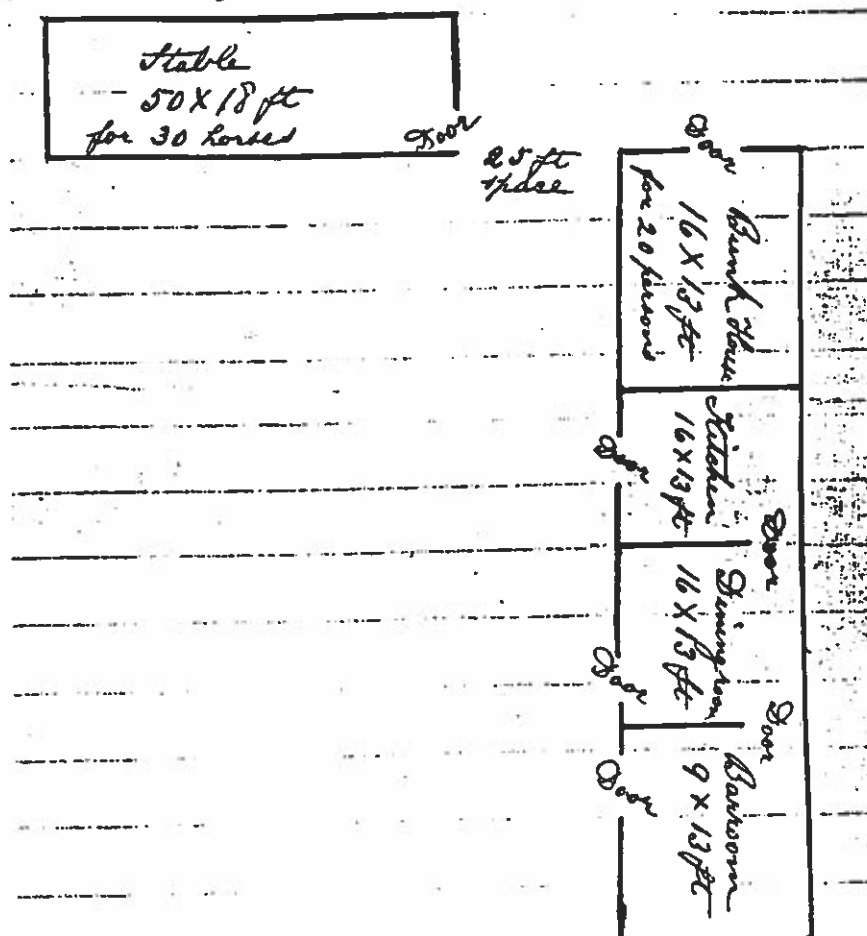 Stable
50 X 18 ft
for 30 horses
Door
25 ft
space
Door
Bunk House
16 X 13 ft
for 20 persons
Door
Kitchen
16 X 13 ft
Door
Dining room
16 X 13 ft
Door
Door
Door
Barroom
9 X 13 ft